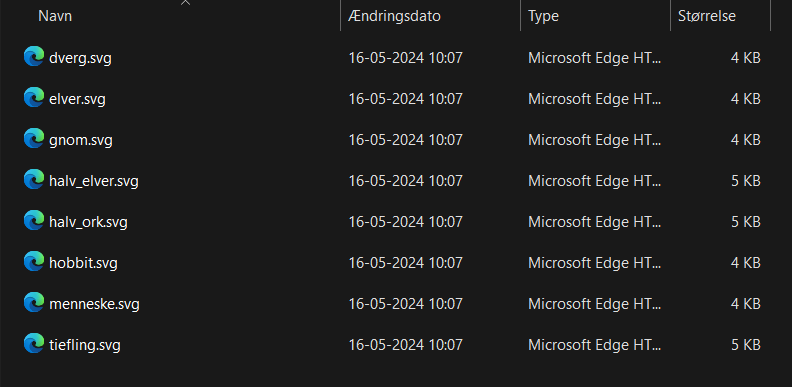 Navn Ændringsdato Type Størrelse
dverg.svg 16-05-2024 10:07 Microsoft Edge HT... 4 KB
elver.svg 16-05-2024 10:07 Microsoft Edge HT... 4 KB
gnom.svg 16-05-2024 10:07 Microsoft Edge HT... 4 KB
halv_elver.svg 16-05-2024 10:07 Microsoft Edge HT... 5 KB
halv_ork.svg 16-05-2024 10:07 Microsoft Edge HT... 5 KB
hobbit.svg 16-05-2024 10:07 Microsoft Edge HT... 4 KB
menneske.svg 16-05-2024 10:07 Microsoft Edge HT... 4 KB
tiefling.svg 16-05-2024 10:07 Microsoft Edge HT... 5 KB